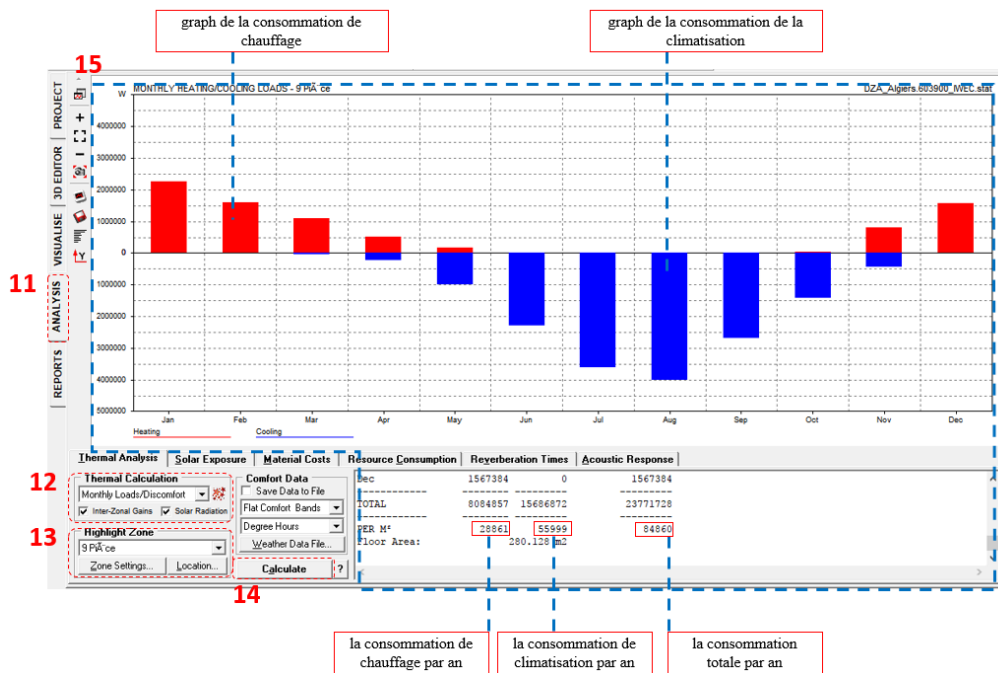 graph de la consommation de
chauffage
graph de la consommation de la
climatisation
15
PROJECT
3D EDITOR
VISUALISE
ANALYSIS
REPORTS
11
MONTHLY HEATING/COOLING LOADS - 9 PiÃ¨ce
DZA_Algiers.603900_IWEC.stat
W
4000000
3000000
2000000
1000000
0
1000000
2000000
3000000
4000000
5000000
Jan Feb Mar Apr May Jun Jul Aug Sep Oct Nov Dec
Heating Cooling
Thermal Analysis Solar Exposure Material Costs Resource Consumption Reverberation Times Acoustic Response
12
Thermal Calculation
Monthly Loads/Discomfort
Inter-Zonal Gains Solar Radiation
13
Highlight Zone
9 PiÃ¨ce
Zone Settings... Location...
Comfort Data
Save Data to File
Flat Comfort Bands
Degree Hours
Weather Data File...
Calculate ?
14
Dec 1567384 0 1567384
TOTAL 8084857 15686872 23771728
PER M² 28861 55999 84860
Floor Area: 280.128 m2
la consommation de
chauffage par an
la consommation de
climatisation par an
la consommation
totale par an